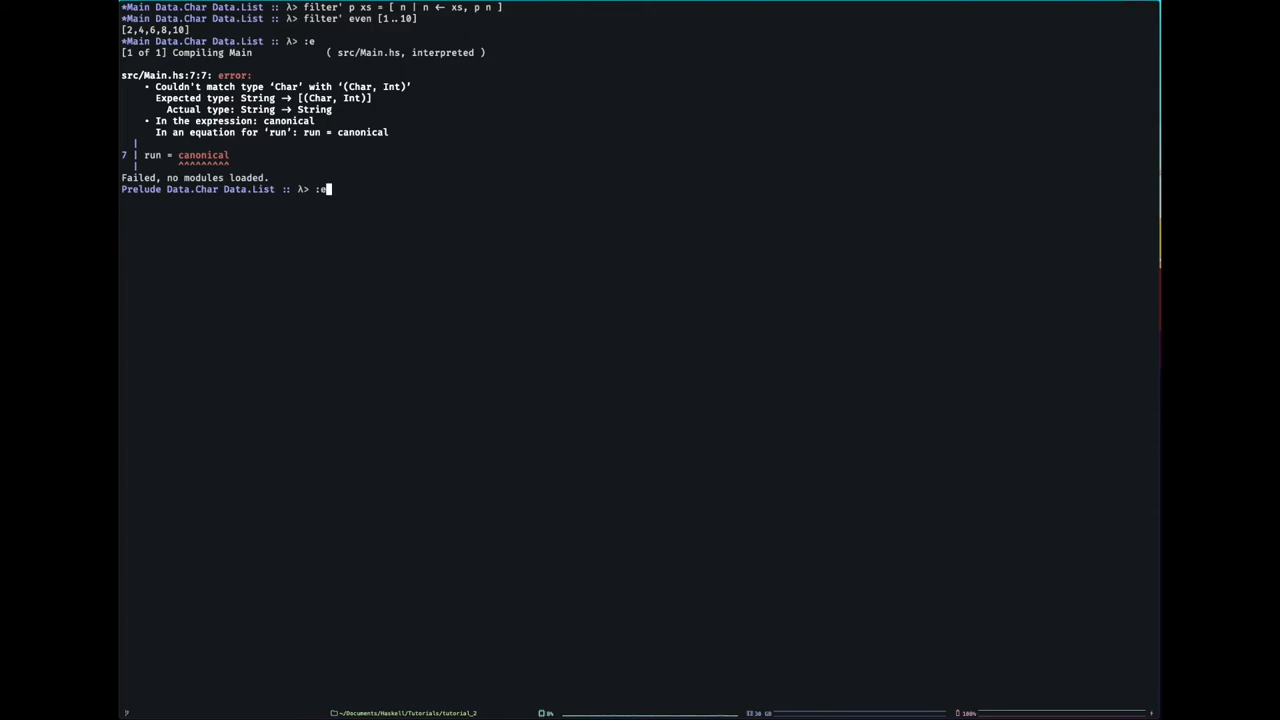 *Main Data.Char Data.List :: λ> filter' p xs = [ n | n ← xs, p n ]
*Main Data.Char Data.List :: λ> filter' even [1..10]
[2,4,6,8,10]
*Main Data.Char Data.List :: λ> :e
[1 of 1] Compiling Main             ( src/Main.hs, interpreted )
src/Main.hs:7:7: error:
    • Couldn't match type ‘Char’ with ‘(Char, Int)’
      Expected type: String → [(Char, Int)]
        Actual type: String → String
    • In the expression: canonical
      In an equation for ‘run’: run = canonical
  |
7 | run = canonical
  |       ^^^^^^^^^
Failed, no modules loaded.
Prelude Data.Char Data.List :: λ> :e
~/Documents/Haskell/Tutorials/tutorial_2 8% 30 GB 100%